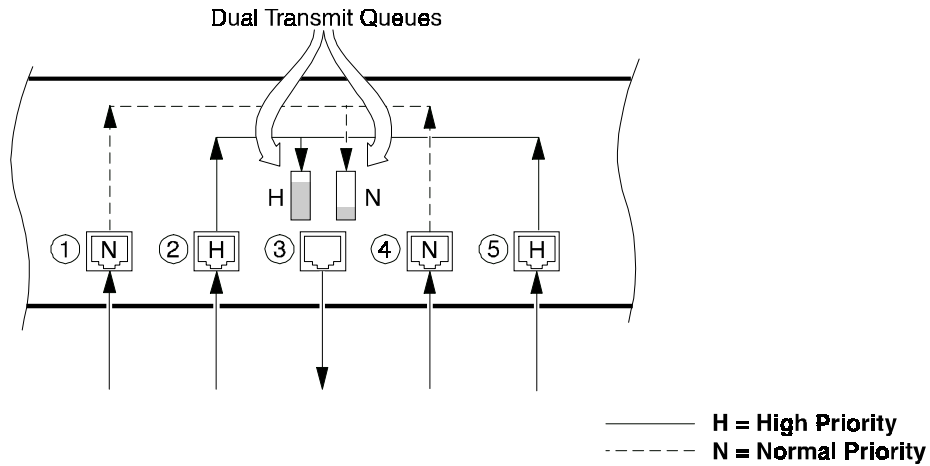 Dual Transmit Queues
H N
1 N 2 H 3 4 N 5 H
H = High Priority
N = Normal Priority